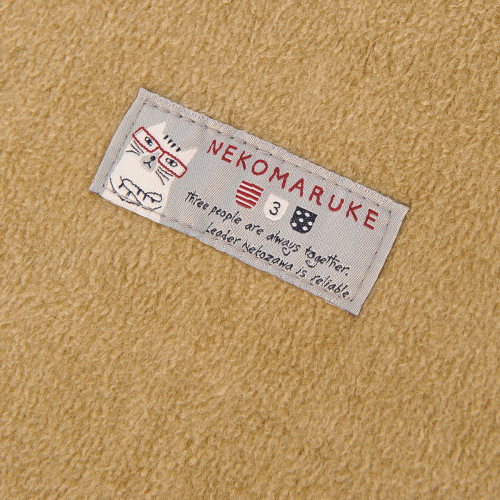 NEKOMARUKE
3
three people are always together.
Leader Nekozawa is reliable.